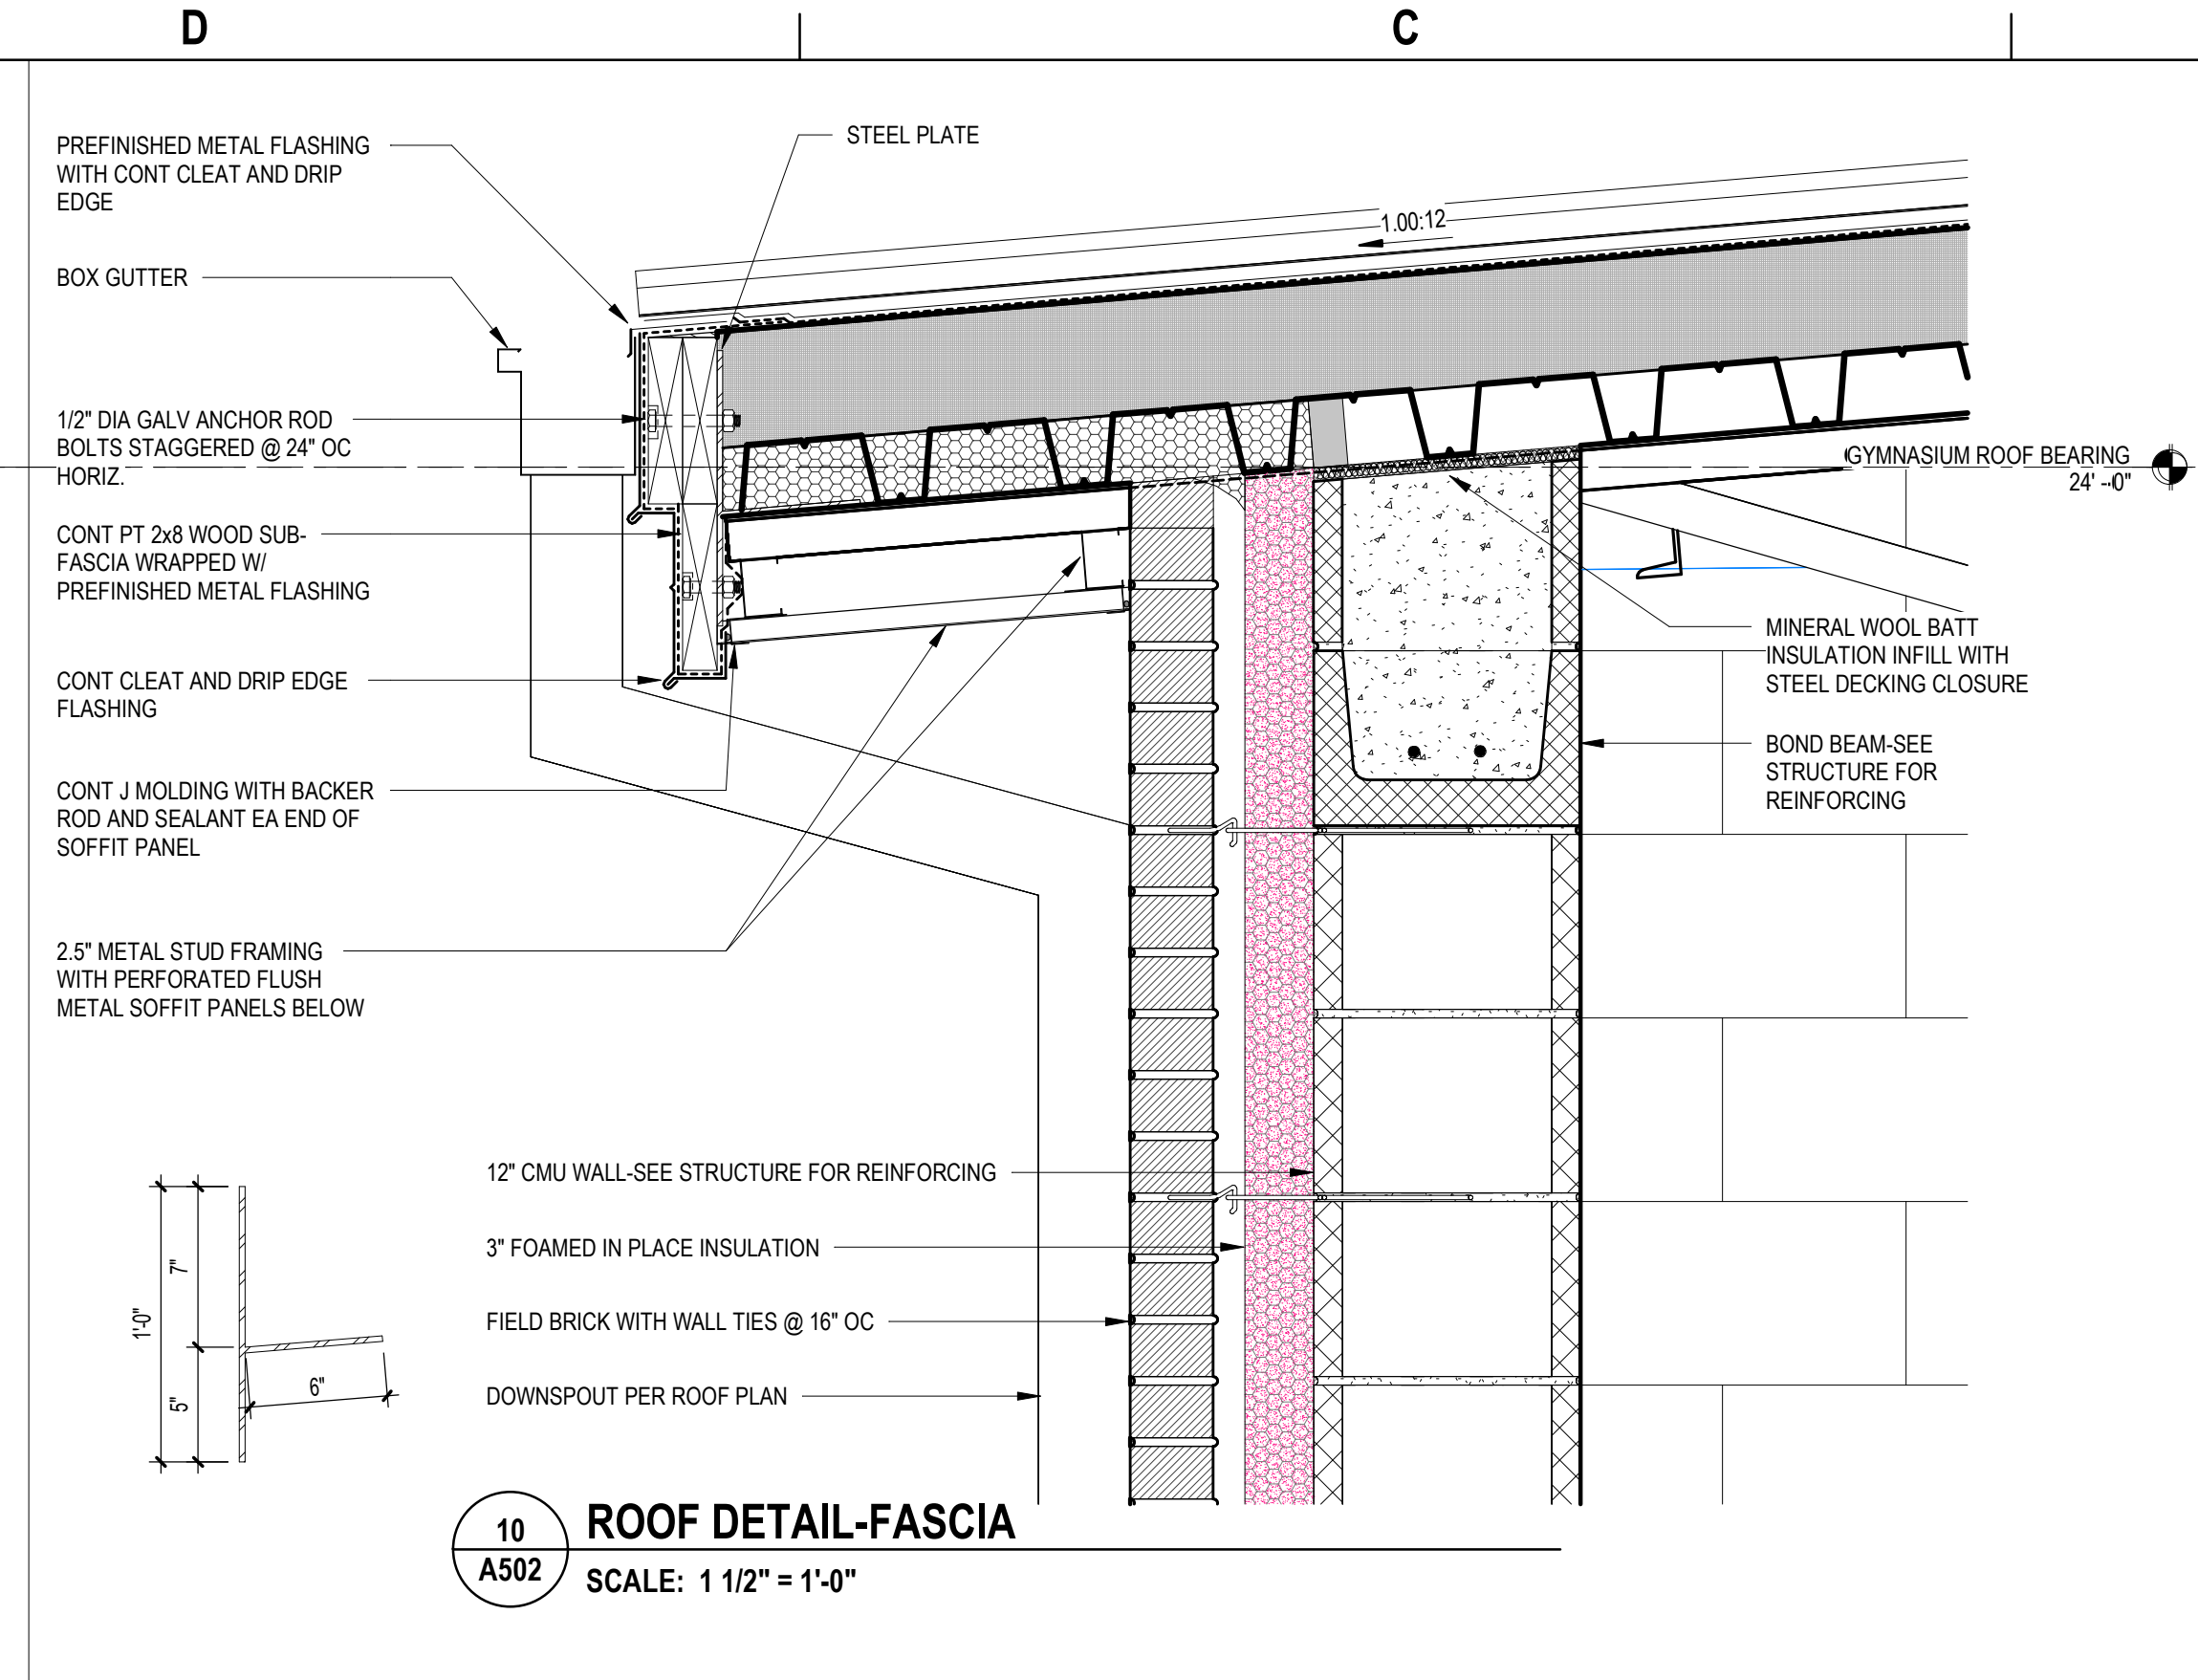 D
C
PREFINISHED METAL FLASHING
WITH CONT CLEAT AND DRIP
EDGE
STEEL PLATE
1.00:12
BOX GUTTER
1/2" DIA GALV ANCHOR ROD
BOLTS STAGGERED @ 24" OC
HORIZ.
GYMNASIUM ROOF BEARING
24' - 0"
CONT PT 2x8 WOOD SUB-
FASCIA WRAPPED W/
PREFINISHED METAL FLASHING
MINERAL WOOL BATT
INSULATION INFILL WITH
STEEL DECKING CLOSURE
CONT CLEAT AND DRIP EDGE
FLASHING
BOND BEAM-SEE
STRUCTURE FOR
REINFORCING
CONT J MOLDING WITH BACKER
ROD AND SEALANT EA END OF
SOFFIT PANEL
2.5" METAL STUD FRAMING
WITH PERFORATED FLUSH
METAL SOFFIT PANELS BELOW
12" CMU WALL-SEE STRUCTURE FOR REINFORCING
3" FOAMED IN PLACE INSULATION
FIELD BRICK WITH WALL TIES @ 16" OC
DOWNSPOUT PER ROOF PLAN
1'-0"
7"
5"
6"
10
A502
ROOF DETAIL-FASCIA
SCALE: 1 1/2" = 1'-0"